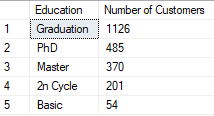 Education Number of Customers
1 Graduation 1126
2 PhD 485
3 Master 370
4 2n Cycle 201
5 Basic 54